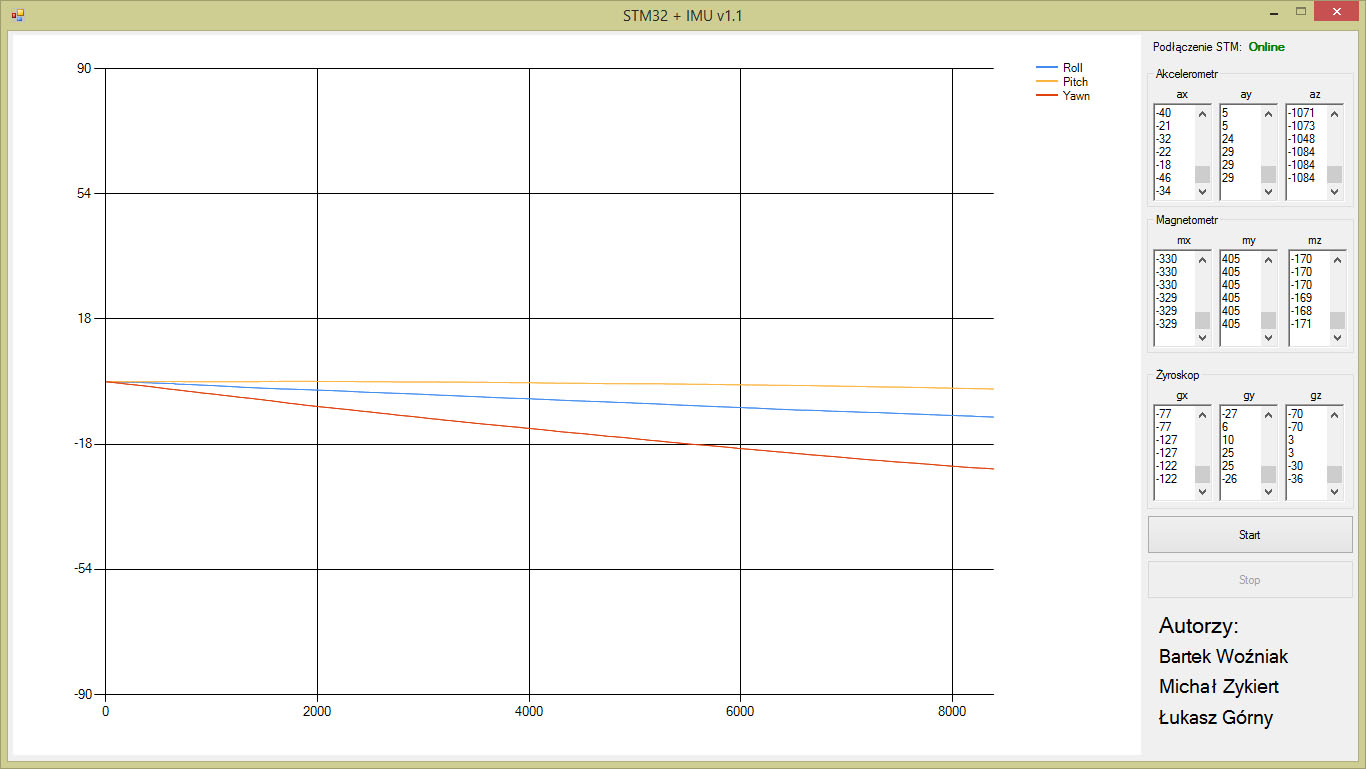 STM32 + IMU v1.1
90
54
18
-18
-54
-90
0 2000 4000 6000 8000
Roll
Pitch
Yawn
Podłączenie STM: Online
Akcelerometr
ax ay az
-40 5 -1071
-21 5 -1073
-32 24 -1048
-22 29 -1084
-18 29 -1084
-46 29 -1084
-34
Magnetometr
mx my mz
-330 405 -170
-330 405 -170
-330 405 -170
-329 405 -169
-329 405 -168
-329 405 -171
Żyroskop
gx gy gz
-77 -27 -70
-77 6 -70
-127 10 3
-127 25 3
-122 25 -30
-122 -26 -36
Start
Stop
Autorzy:
Bartek Woźniak
Michał Zykiert
Łukasz Górny